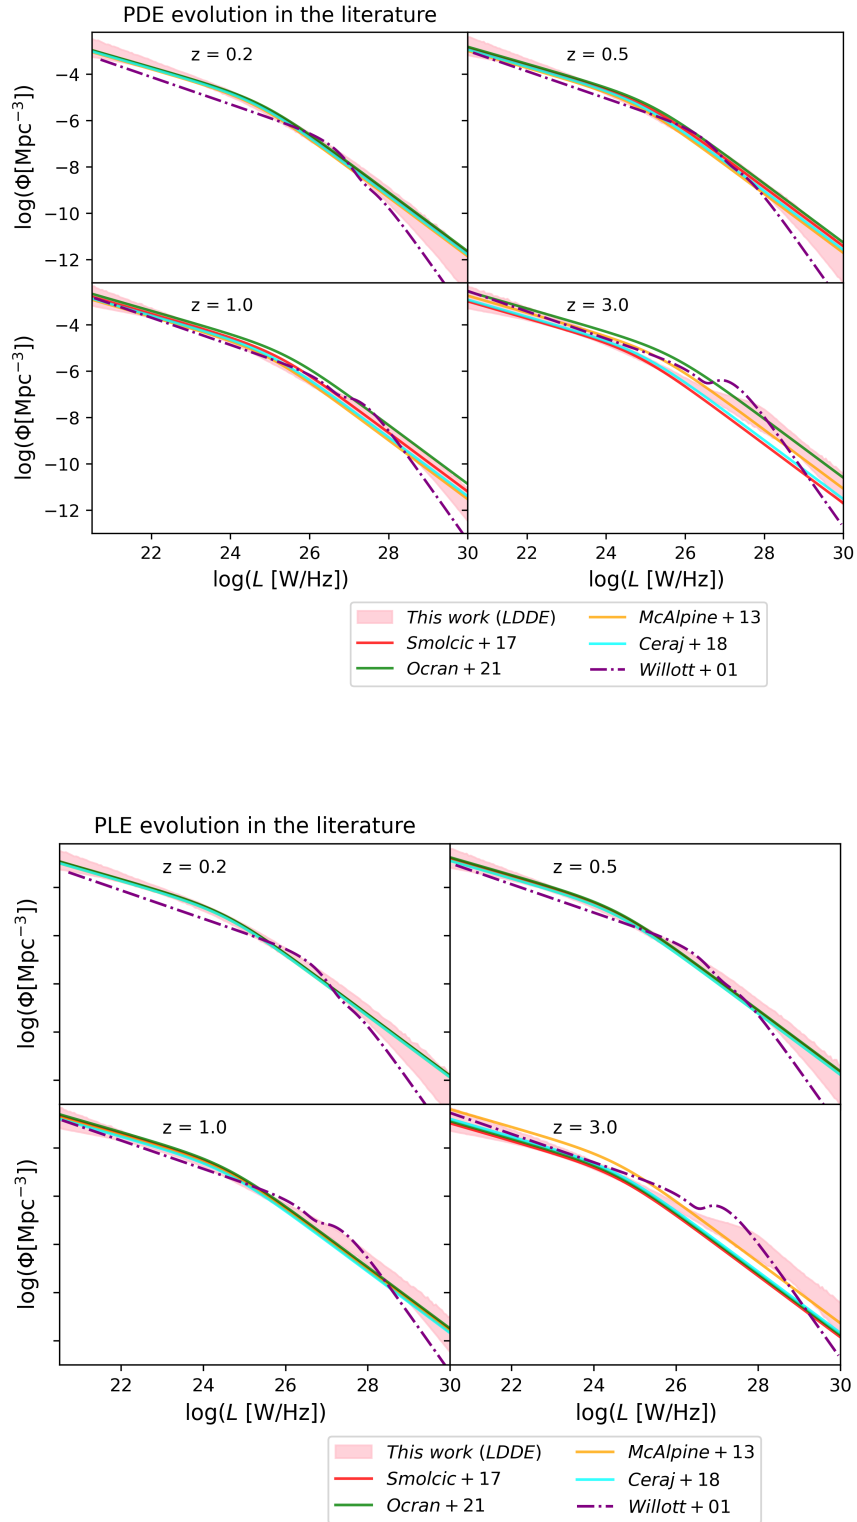 PDE evolution in the literature
z = 0.2
z = 0.5
−4
−6
−8
−10
−12
log(Φ[Mpc⁻³])
z = 1.0
z = 3.0
−4
−6
−8
−10
−12
log(Φ[Mpc⁻³])
22 24 26 28 30 22 24 26 28 30
log(L [W/Hz]) log(L [W/Hz])
This work (LDDE) McAlpine + 13
Smolcic + 17 Ceraj + 18
Ocran + 21 Willott + 01
PLE evolution in the literature
z = 0.2
z = 0.5
log(Φ[Mpc⁻³])
z = 1.0
z = 3.0
log(Φ[Mpc⁻³])
22 24 26 28 30 22 24 26 28 30
log(L [W/Hz]) log(L [W/Hz])
This work (LDDE) McAlpine + 13
Smolcic + 17 Ceraj + 18
Ocran + 21 Willott + 01